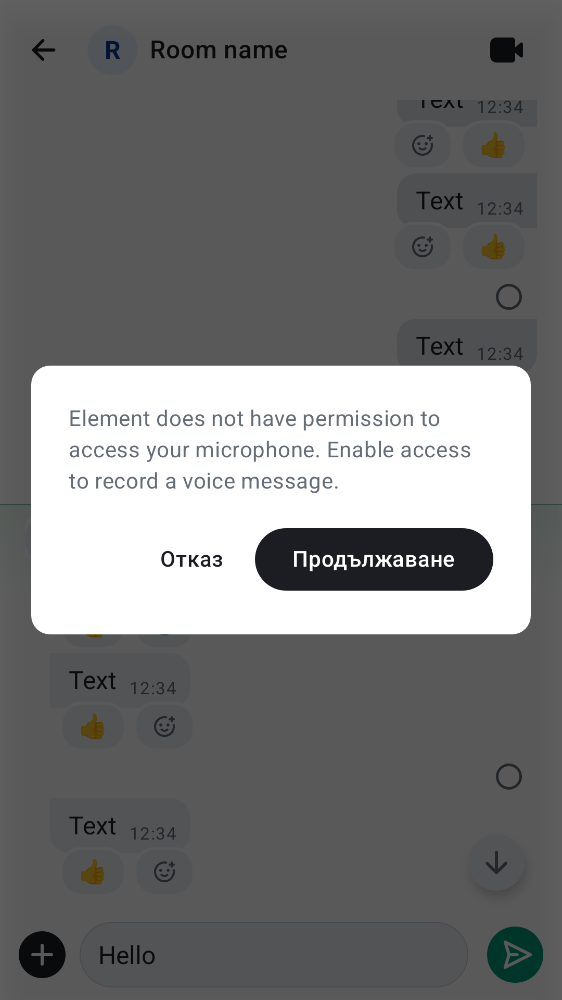 R Room name
Text 12:34
Text 12:34
Text 12:34
Element does not have permission to
access your microphone. Enable access
to record a voice message.
Отказ Продължаване
Text 12:34
Text 12:34
Hello